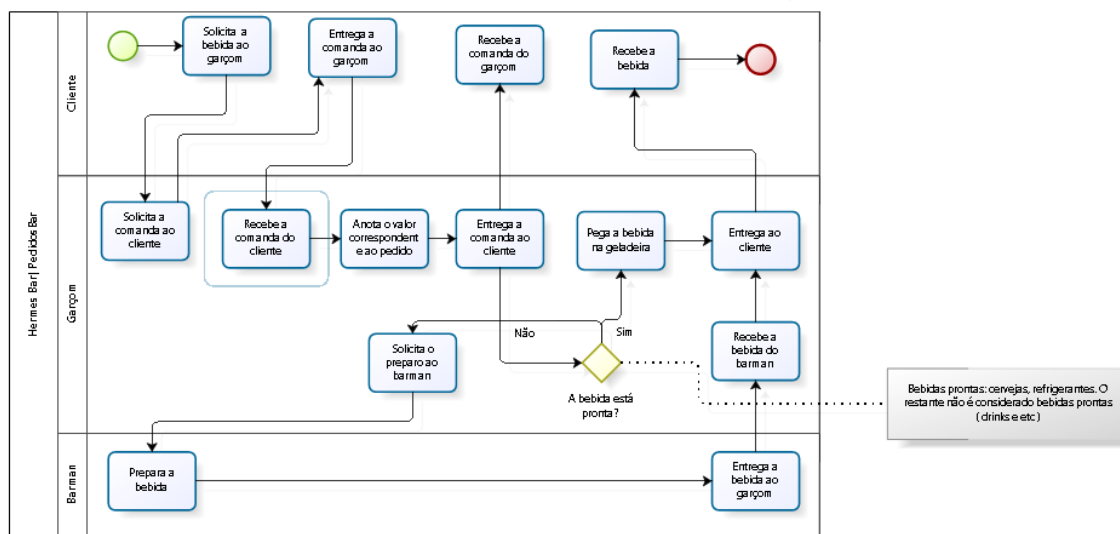 Hermes Bar| Pedidos Bar
Cliente
Solicita a
bebida ao
garçom
Entrega a
comanda ao
garçom
Recebe a
comanda do
garçom
Recebe a
bebida
Garçom
Solicita a
comanda ao
cliente
Recebe a
comanda do
cliente
Anota o valor
correspondent
e ao pedido
Entrega a
comanda ao
cliente
Pega a bebida
na geladeira
Entrega ao
cliente
Não
Sim
Solicita o
preparo ao
barman
A bebida está
pronta?
Recebe a
bebida do
barman
Bebidas prontas: cervejas, refrigerantes. O
restante não é considerado bebidas prontas
( drinks e etc )
Barman
Prepara a
bebida
Entrega a
bebida ao
garçom